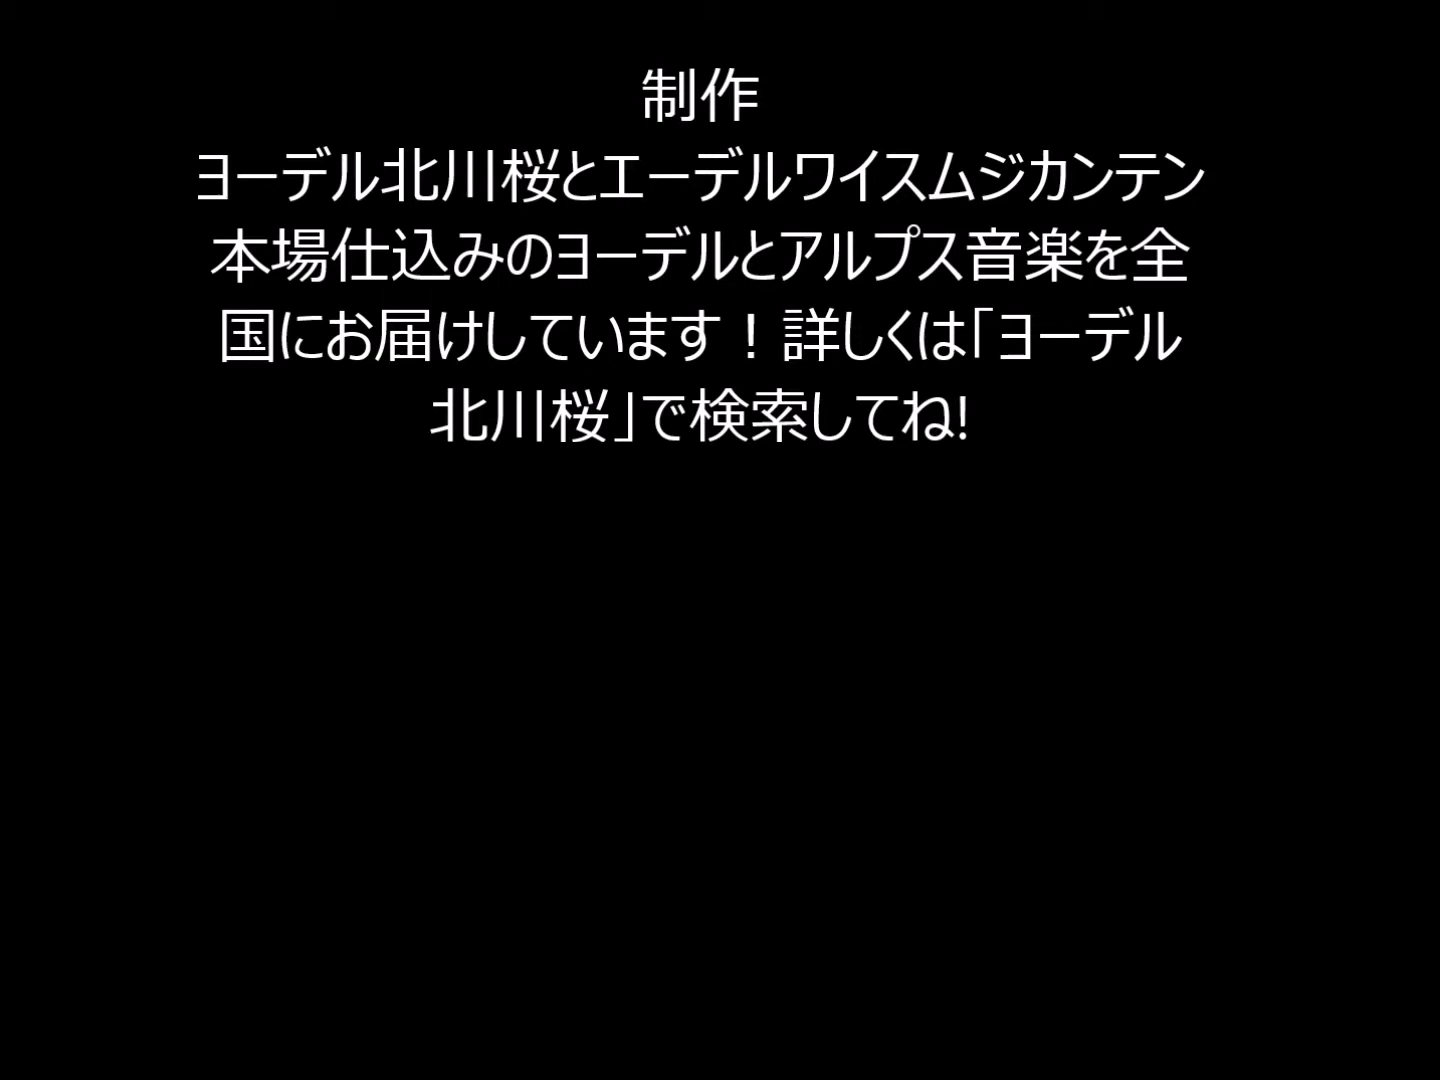 制作
ヨーデル北川桜とエーデルワイスムジカンテン
本場仕込みのヨーデルとアルプス音楽を全
国にお届けしています！詳しくは「ヨーデル
北川桜」で検索してね!